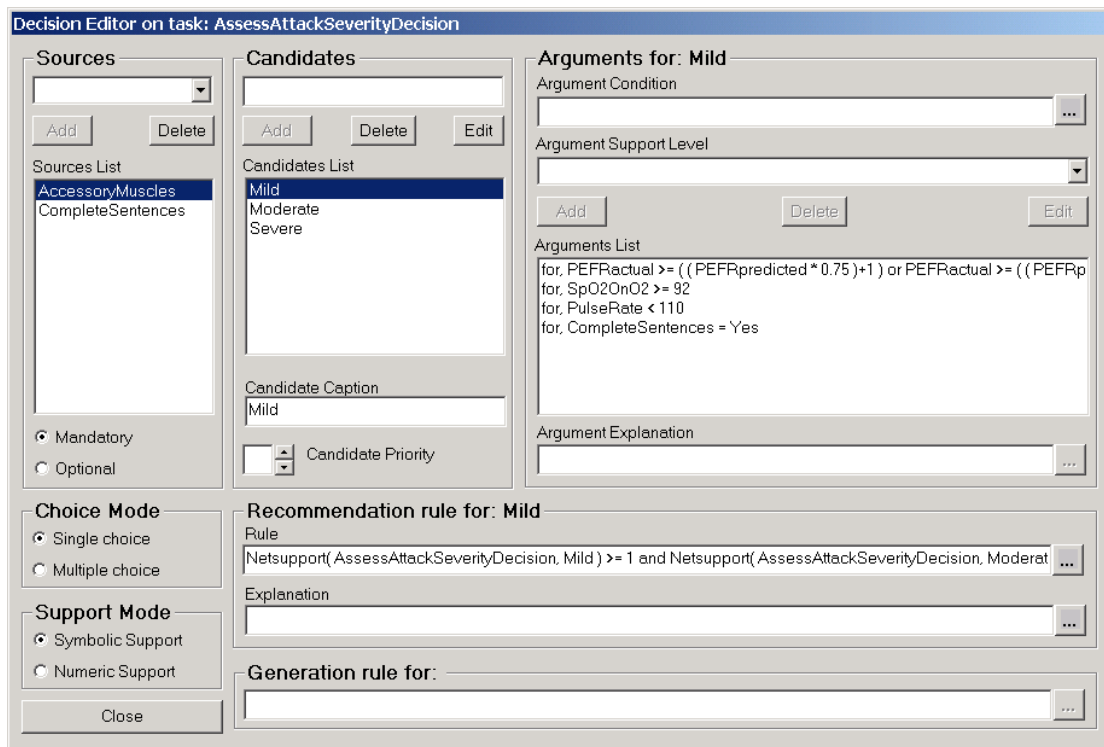 Decision Editor on task: AssessAttackSeverityDecision
Sources
Add
Delete
Sources List
AccessoryMuscles
CompleteSentences
Mandatory
Optional
Candidates
Add
Delete
Edit
Candidates List
Mild
Moderate
Severe
Candidate Caption
Mild
Candidate Priority
Arguments for: Mild
Argument Condition
...
Argument Support Level
Add
Delete
Edit
Arguments List
for, PEFRactual >= ( ( PEFRpredicted * 0.75 )+1 ) or PEFRactual >= ( ( PEFRp
for, SpO2OnO2 >= 92
for, PulseRate < 110
for, CompleteSentences = Yes
Argument Explanation
...
Choice Mode
Single choice
Multiple choice
Support Mode
Symbolic Support
Numeric Support
Close
Recommendation rule for: Mild
Rule
Netsupport( AssessAttackSeverityDecision, Mild ) >= 1 and Netsupport( AssessAttackSeverityDecision, Moderat
...
Explanation
...
Generation rule for:
...